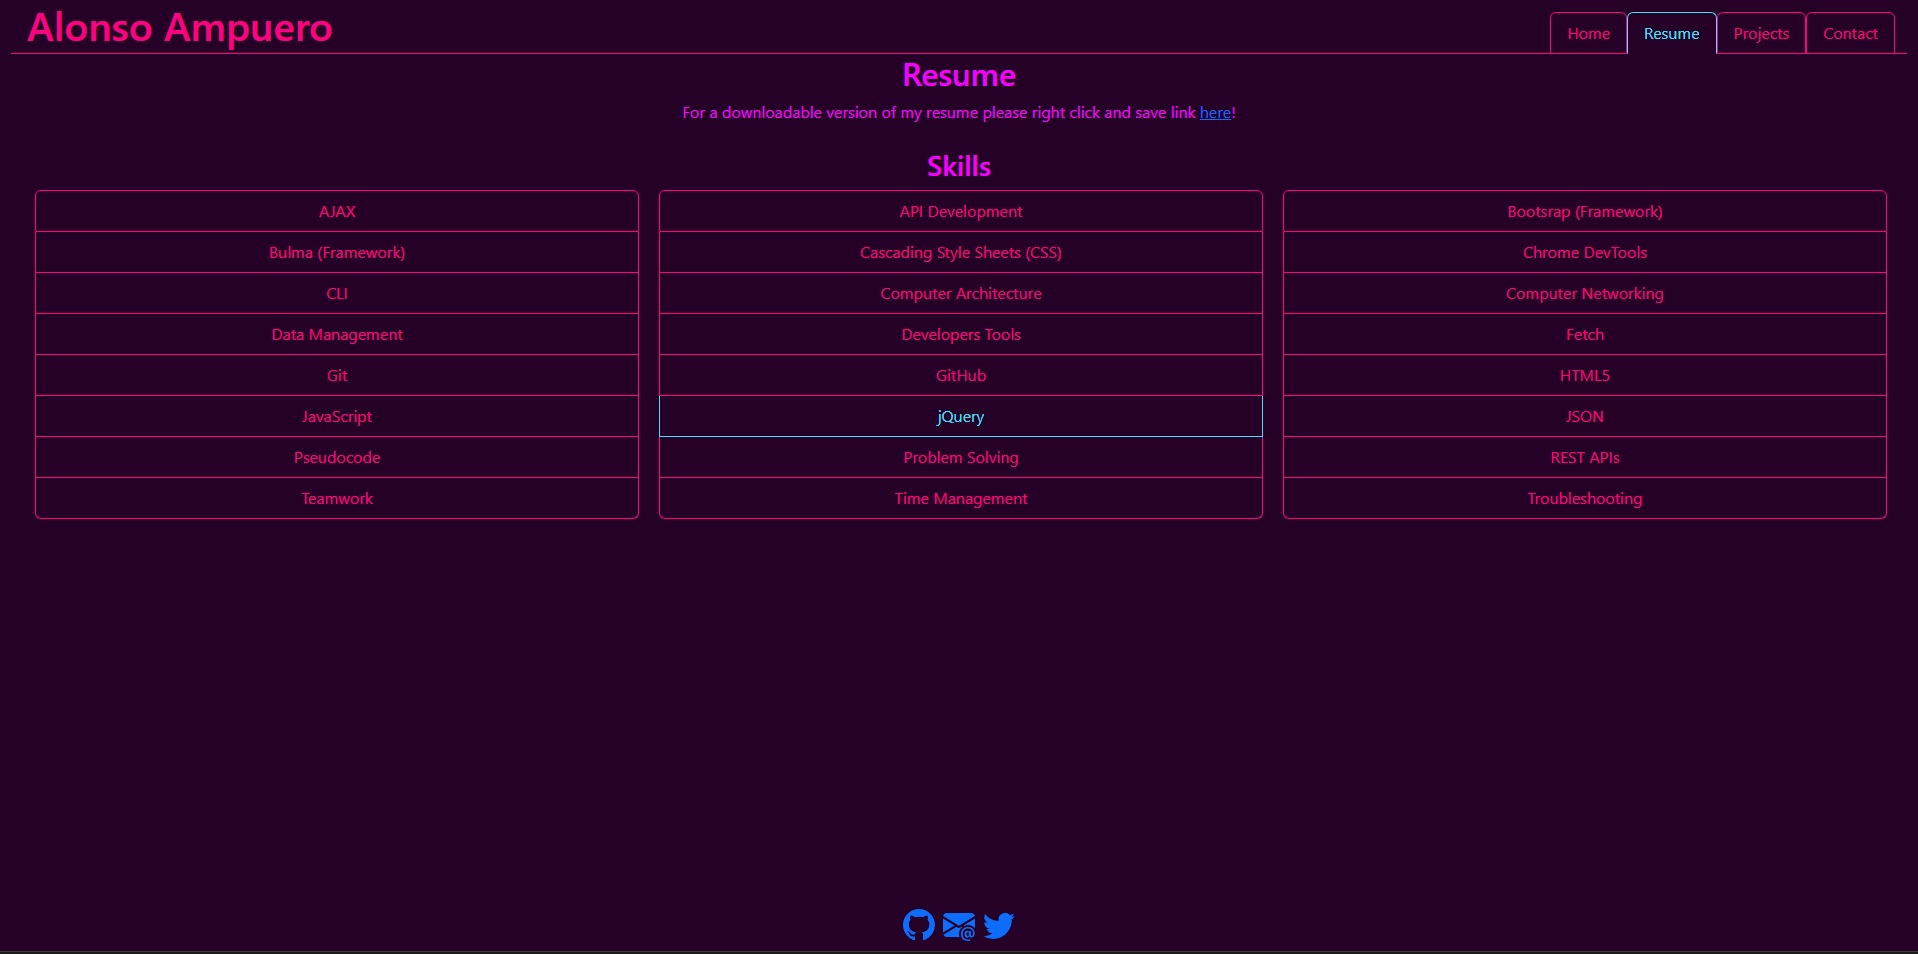 Alonso Ampuero
Home Resume Projects Contact
Resume
For a downloadable version of my resume please right click and save link here!
Skills
AJAX API Development Bootsrap (Framework)
Bulma (Framework) Cascading Style Sheets (CSS) Chrome DevTools
CLI Computer Architecture Computer Networking
Data Management Developers Tools Fetch
Git GitHub HTML5
JavaScript jQuery JSON
Pseudocode Problem Solving REST APIs
Teamwork Time Management Troubleshooting